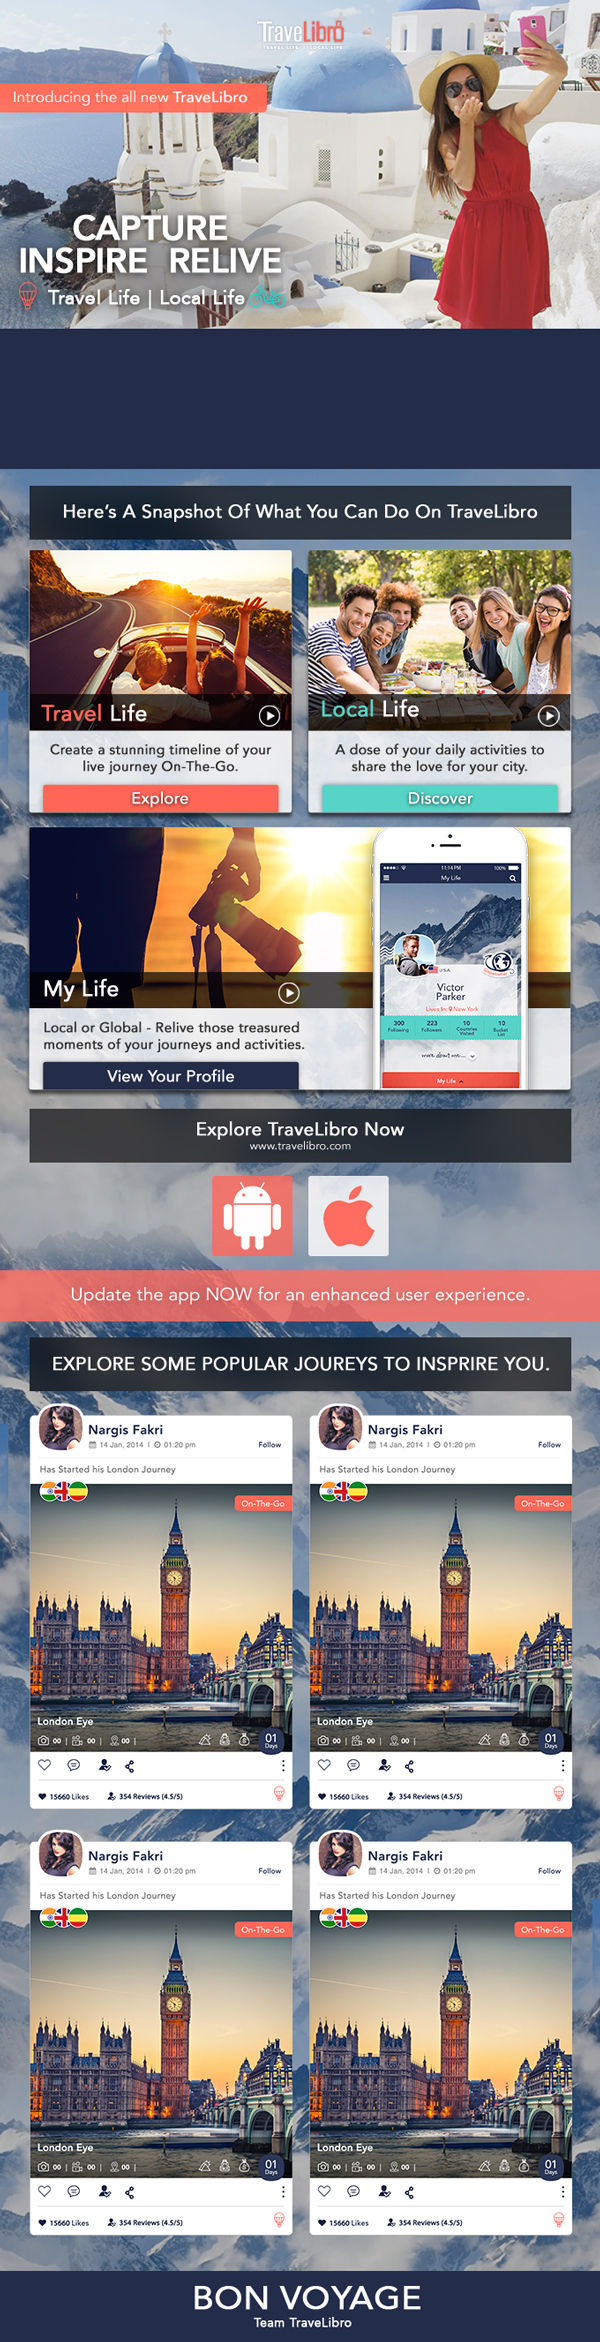 TraveLibro
TRAVEL LIFE | LOCAL LIFE
Introducing the all new TraveLibro
CAPTURE
INSPIRE RELIVE
Travel Life | Local Life
Here's A Snapshot Of What You Can Do On TraveLibro
Travel Life
Create a stunning timeline of your
live journey On-The-Go.
Explore
Local Life
A dose of your daily activities to
share the love for your city.
Discover
My Life
Local or Global - Relive those treasured
moments of your journeys and activities.
View Your Profile
11:14 PM 100%
My Life
U.S.A
Victor
Parker
Lives In: New York
300 223 10 10
Following Followers Countries Visited Bucket List
more about me...
My Life
Explore TraveLibro Now
www.travelibro.com
Update the app NOW for an enhanced user experience.
EXPLORE SOME POPULAR JOUREYS TO INSPRIRE YOU.
Nargis Fakri
14 Jan, 2014 | 01:20 pm Follow
Has Started his London Journey
On-The-Go
London Eye
00 | 00 | 00 | 01
Days
15660 Likes 354 Reviews (4.5/5)
Nargis Fakri
14 Jan, 2014 | 01:20 pm Follow
Has Started his London Journey
On-The-Go
London Eye
00 | 00 | 00 | 01
Days
15660 Likes 354 Reviews (4.5/5)
Nargis Fakri
14 Jan, 2014 | 01:20 pm Follow
Has Started his London Journey
On-The-Go
London Eye
00 | 00 | 00 | 01
Days
15660 Likes 354 Reviews (4.5/5)
Nargis Fakri
14 Jan, 2014 | 01:20 pm Follow
Has Started his London Journey
On-The-Go
London Eye
00 | 00 | 00 | 01
Days
15660 Likes 354 Reviews (4.5/5)
BON VOYAGE
Team TraveLibro